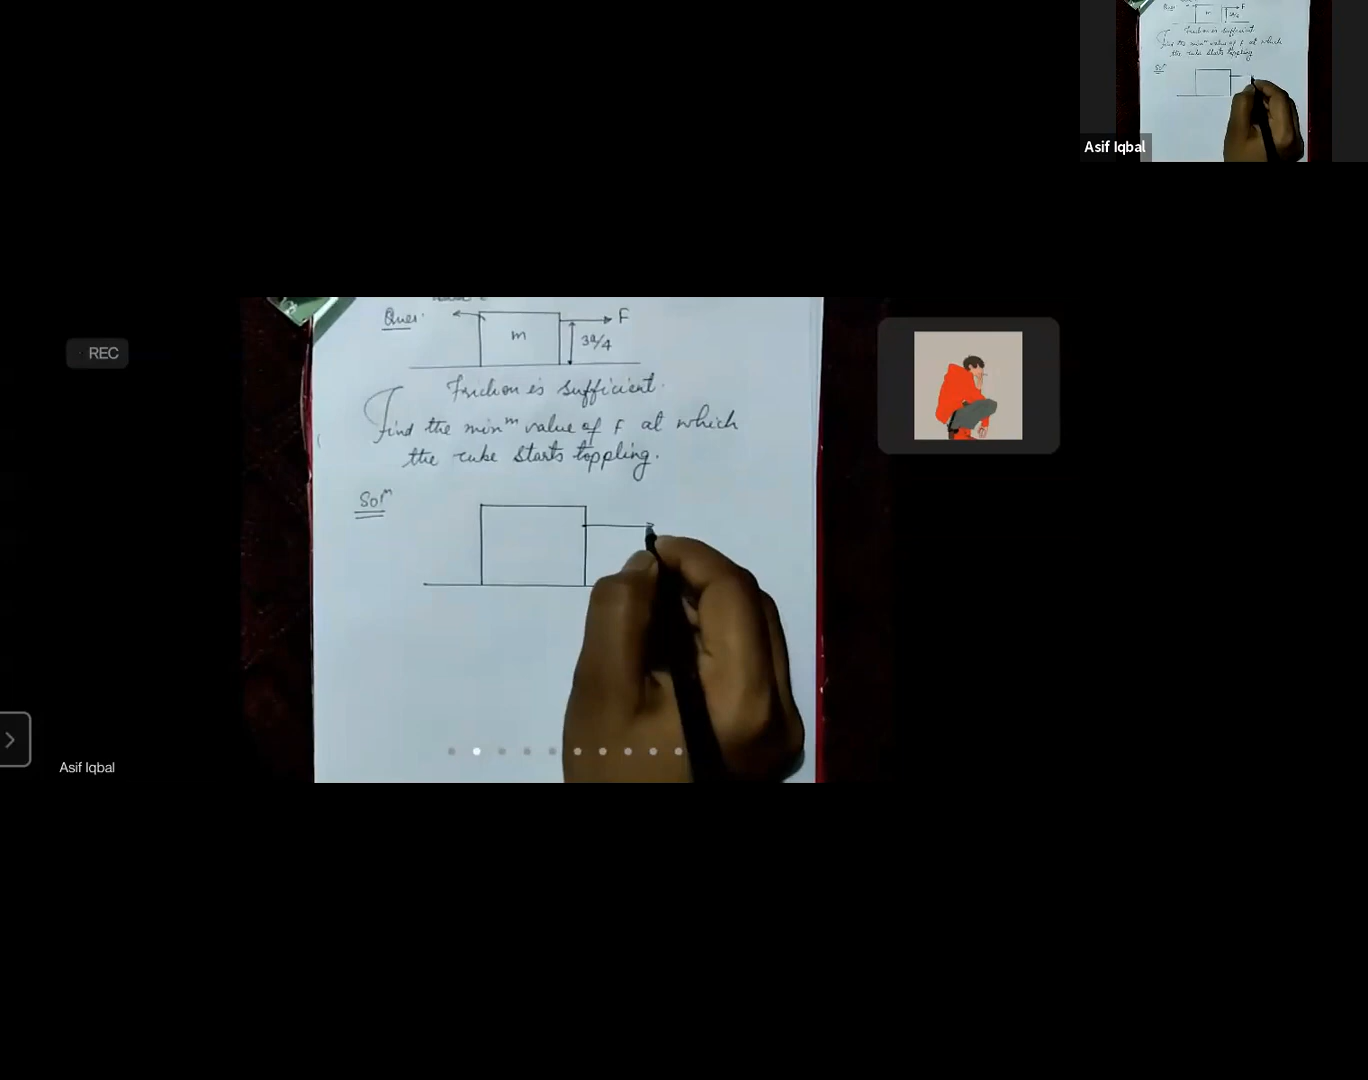 Asif Iqbal
Ques.
F
m
3a/4
Friction is sufficient.
Find the minᵐ value of F at which
the cube starts toppling.
Solⁿ
REC
Asif Iqbal